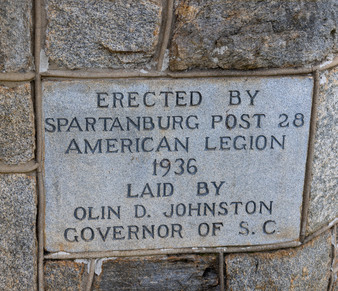 ERECTED BY
SPARTANBURG POST 28
AMERICAN LEGION
1936
LAID BY
OLIN D. JOHNSTON
GOVERNOR OF S. C.